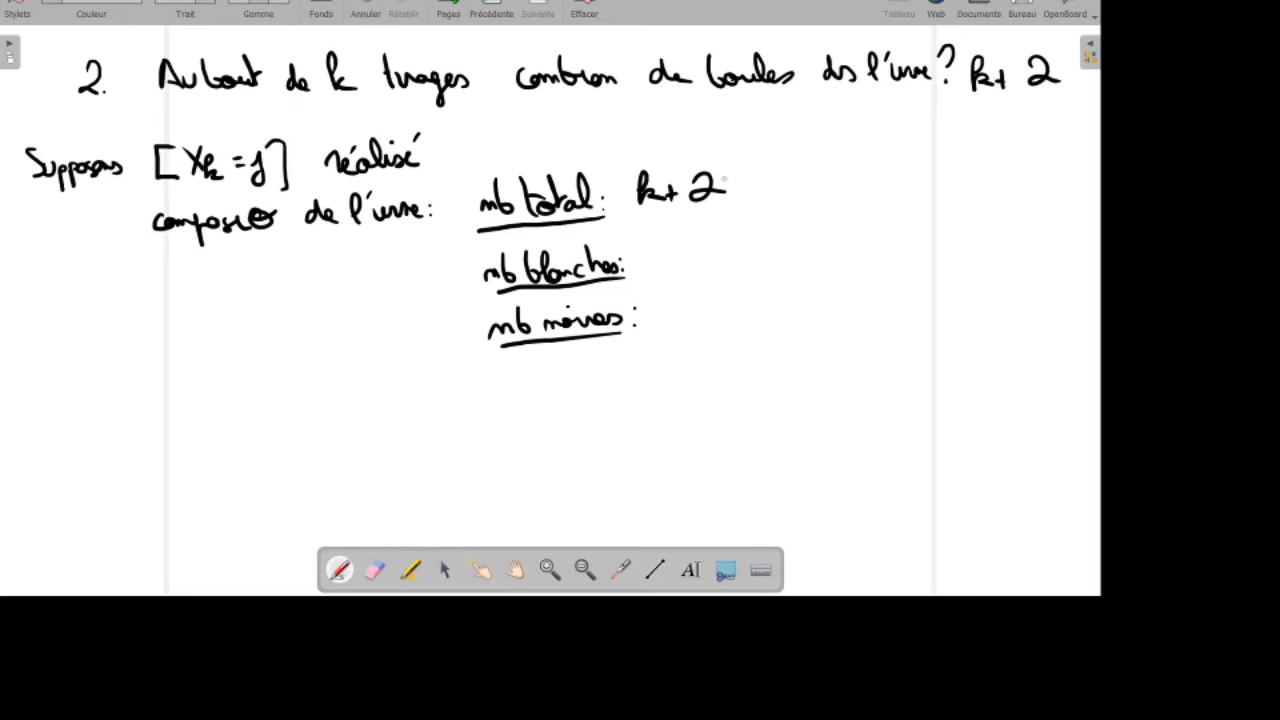 Stylets Couleur Trait Gomme Fonds Annuler Rétablir Pages Précédente Suivante Effacer Tableau Web Documents Bureau OpenBoard
2. Au bout de k tirages combien de boules ds l'urne ? k+2
Supposons [Xk = j] réalisé
compos° de l'urne : nb total : k+2
nb blanches :
nb noires :
AI